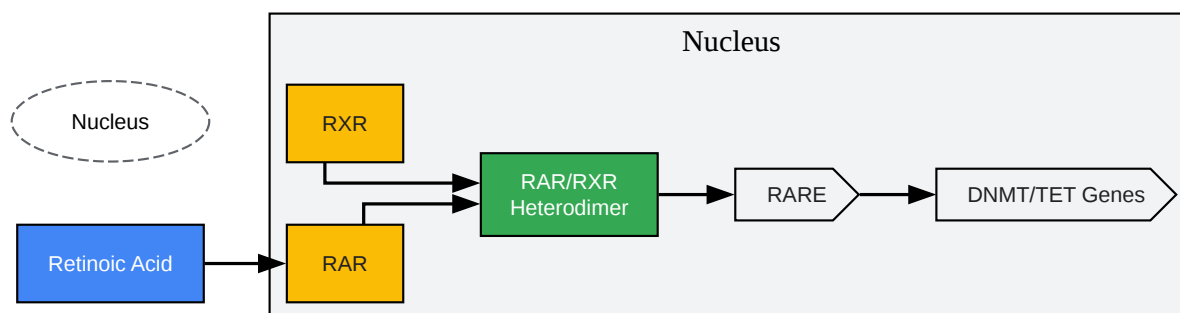 Nucleus
Nucleus
RXR
RAR/RXR
Heterodimer
RARE
DNMT/TET Genes
Retinoic Acid
RAR